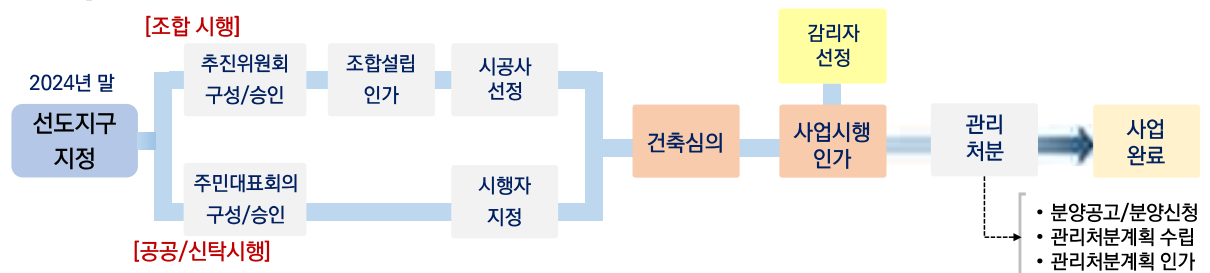 [조합 시행]
2024년 말
선도지구
지정
추진위원회
구성/승인
조합설립
인가
시공사
선정
주민대표회의
구성/승인
시행자
지정
[공공/신탁시행]
건축심의
감리자
선정
사업시행
인가
관리
처분
사업
완료
• 분양공고/분양신청
• 관리처분계획 수립
• 관리처분계획 인가